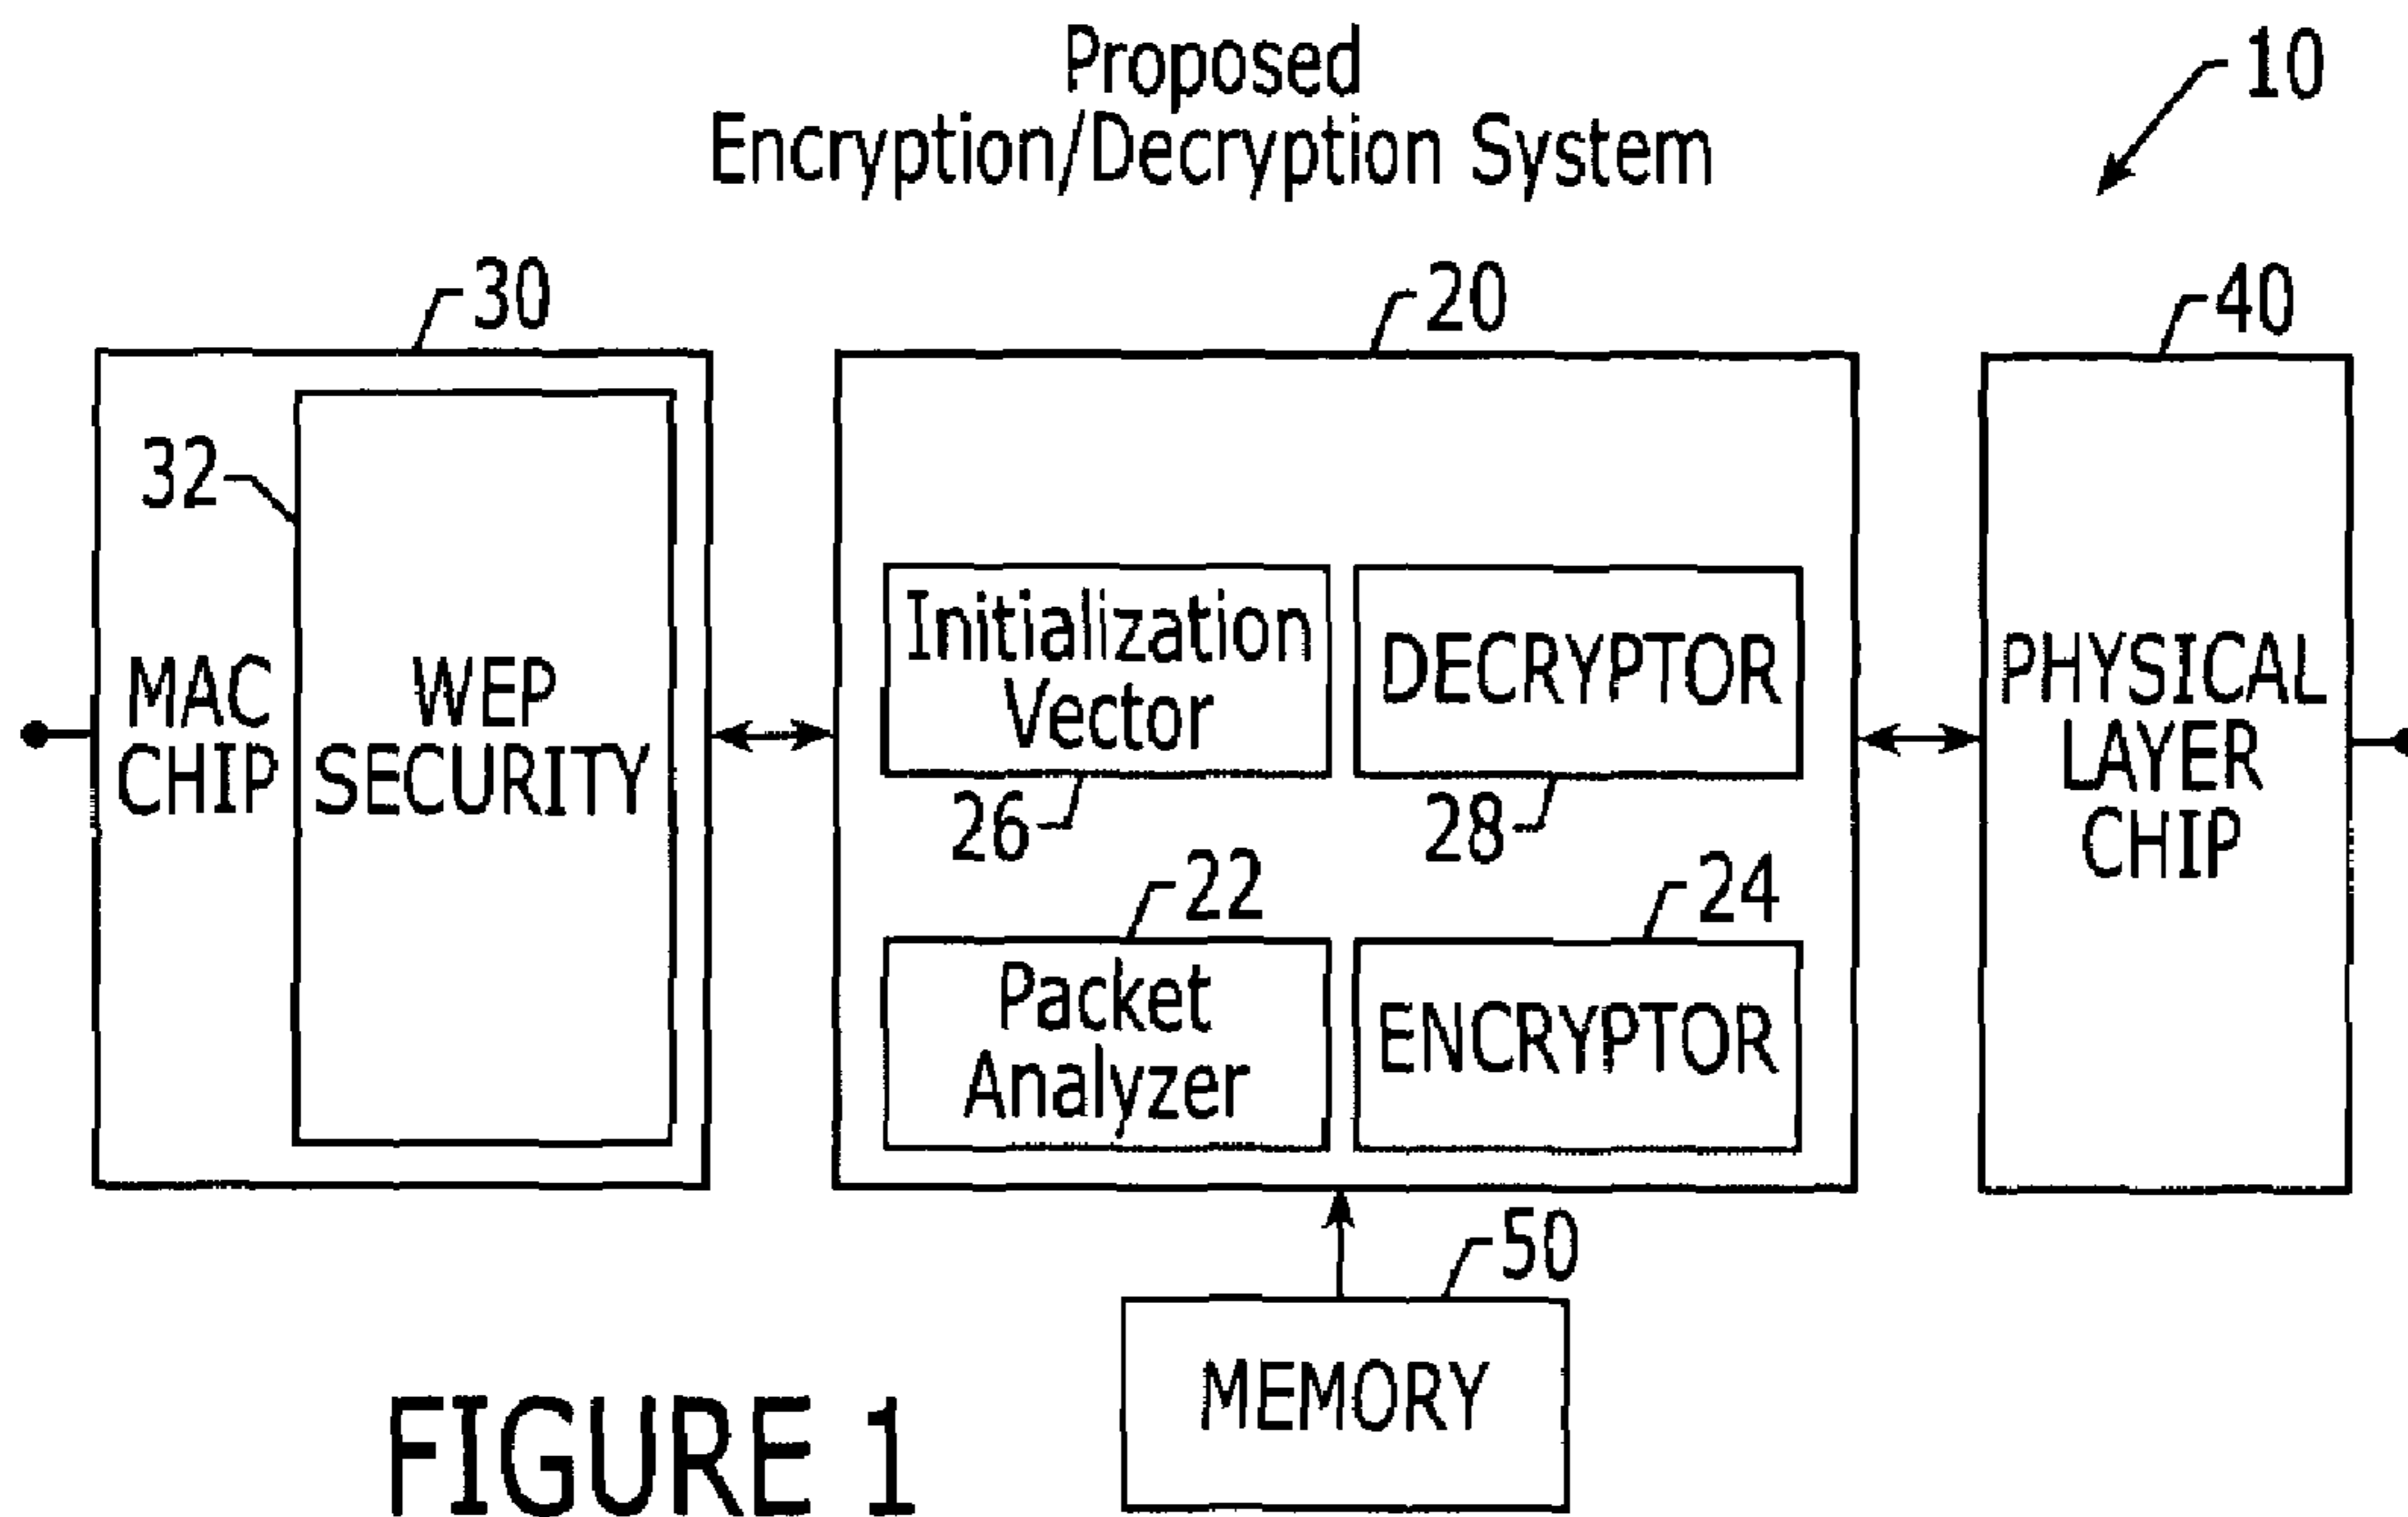 Proposed
Encryption/Decryption System
10
30
20
40
32
MAC
CHIP
WEP
SECURITY
Initialization
Vector
26
DECRYPTOR
28
PHYSICAL
LAYER
CHIP
22
Packet
Analyzer
24
ENCRYPTOR
50
MEMORY
FIGURE 1